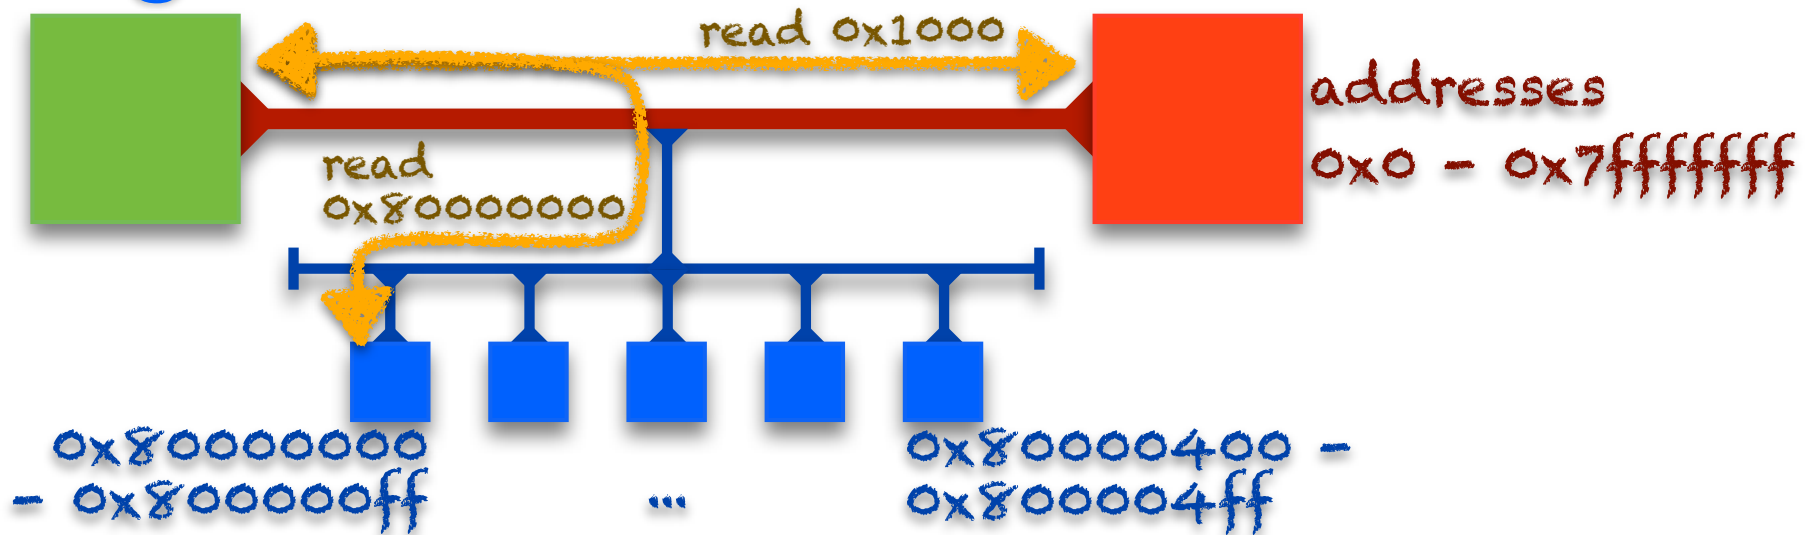 read 0x1000
addresses
0x0 - 0x7fffffff
read
0x80000000
0x80000000
- 0x800000ff
...
0x80000400 -
0x800004ff